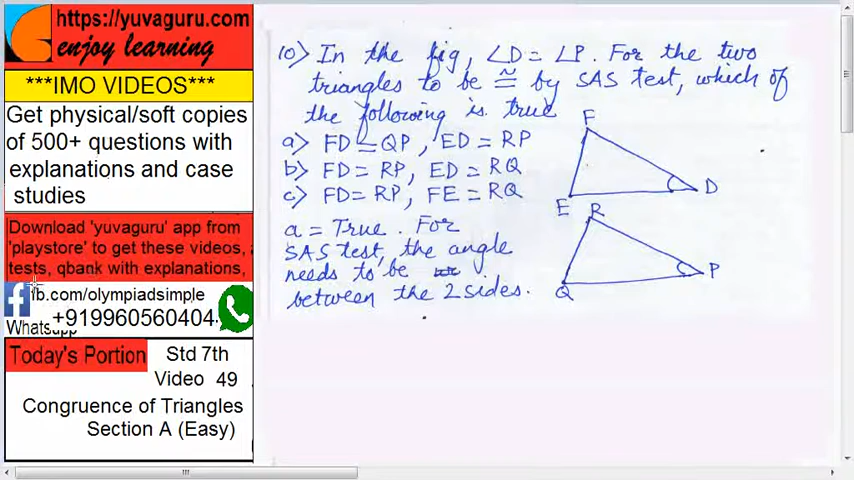 https://yuvaguru.com
enjoy learning
***IMO VIDEOS***
Get physical/soft copies
of 500+ questions with
explanations and case
studies
Download 'yuvaguru' app from
'playstore' to get these videos,
tests, qbank with explanations,
fb.com/olympiadsimple
+919960560404
Whatsapp
Today's Portion
Std 7th
Video 49
Congruence of Triangles
Section A (Easy)
10) In the fig, ∠D = ∠P. For the two
triangles to be ≅ by SAS test, which of
the following is true
a) FD = QP, ED = RP
b) FD = RP, ED = RQ
c) FD = RP, FE = RQ
a = True. For
SAS test, the angle
needs to be
between the 2 sides.
F
D
E
R
P
Q